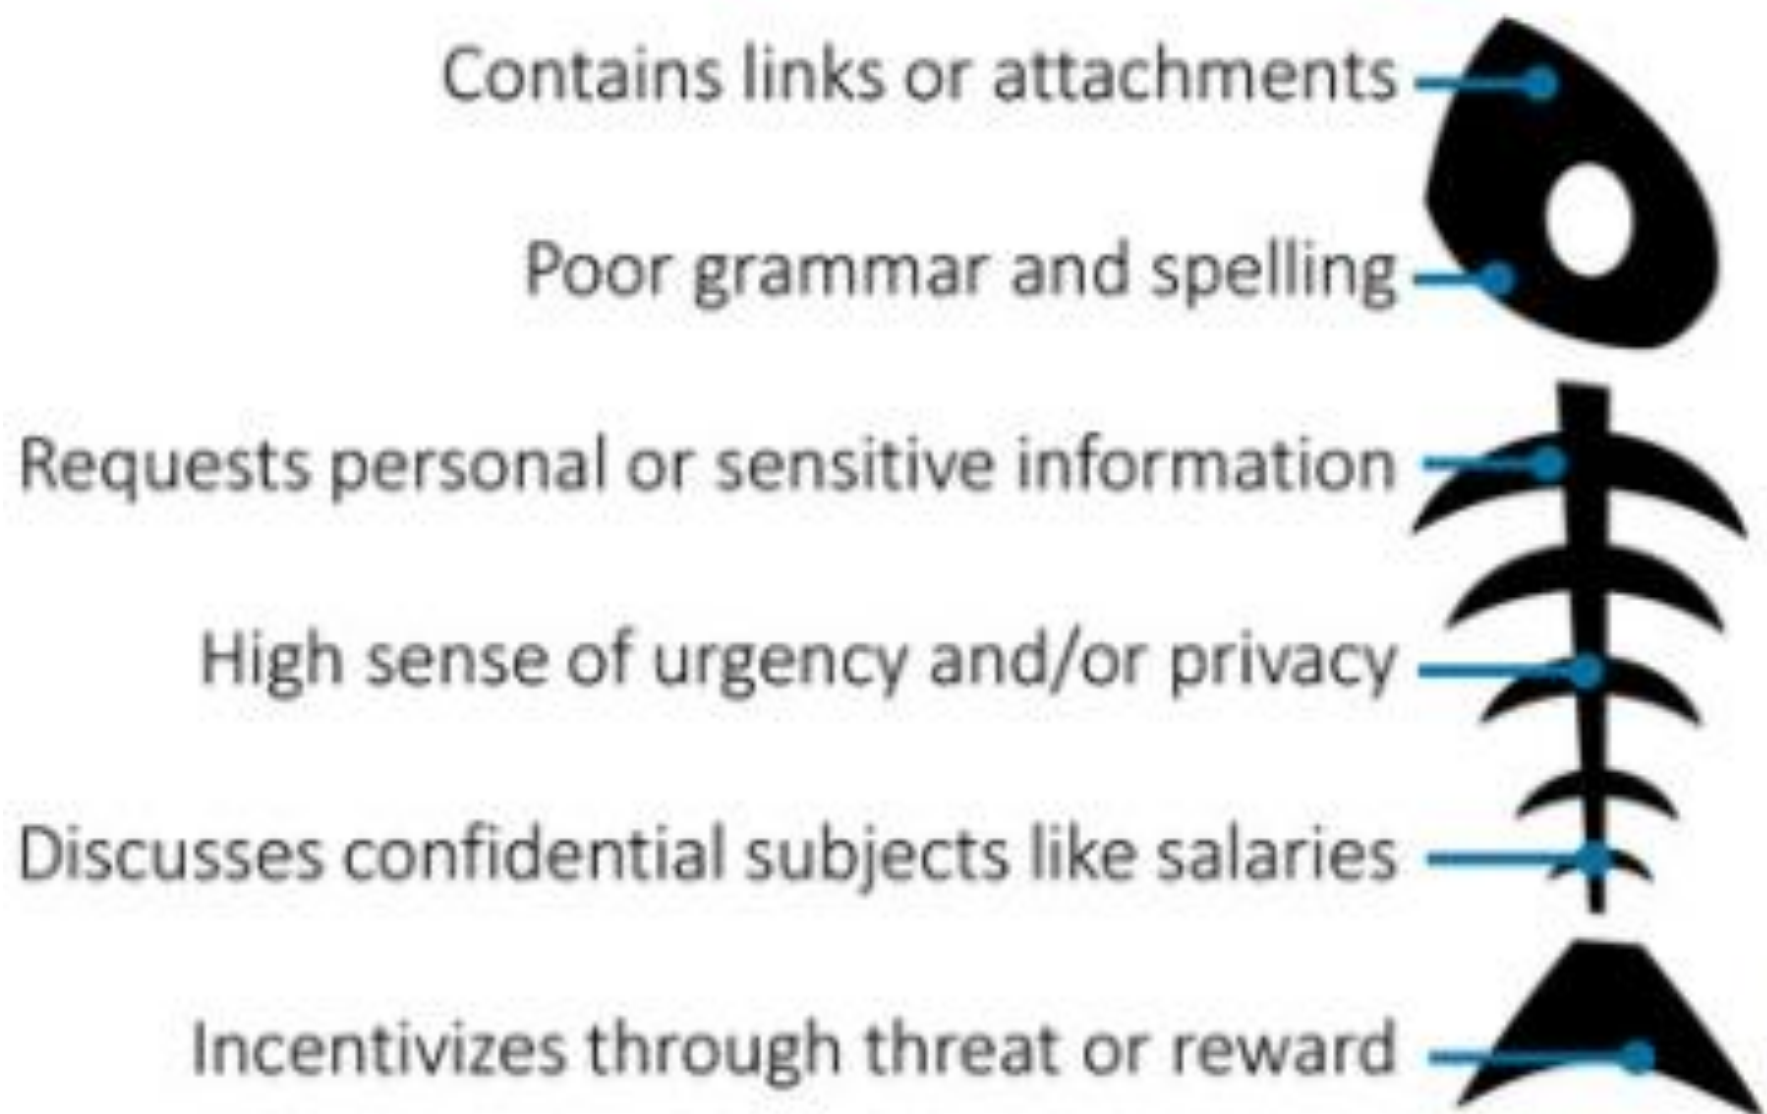 Contains links or attachments
Poor grammar and spelling
Requests personal or sensitive information
High sense of urgency and/or privacy
Discusses confidential subjects like salaries
Incentivizes through threat or reward